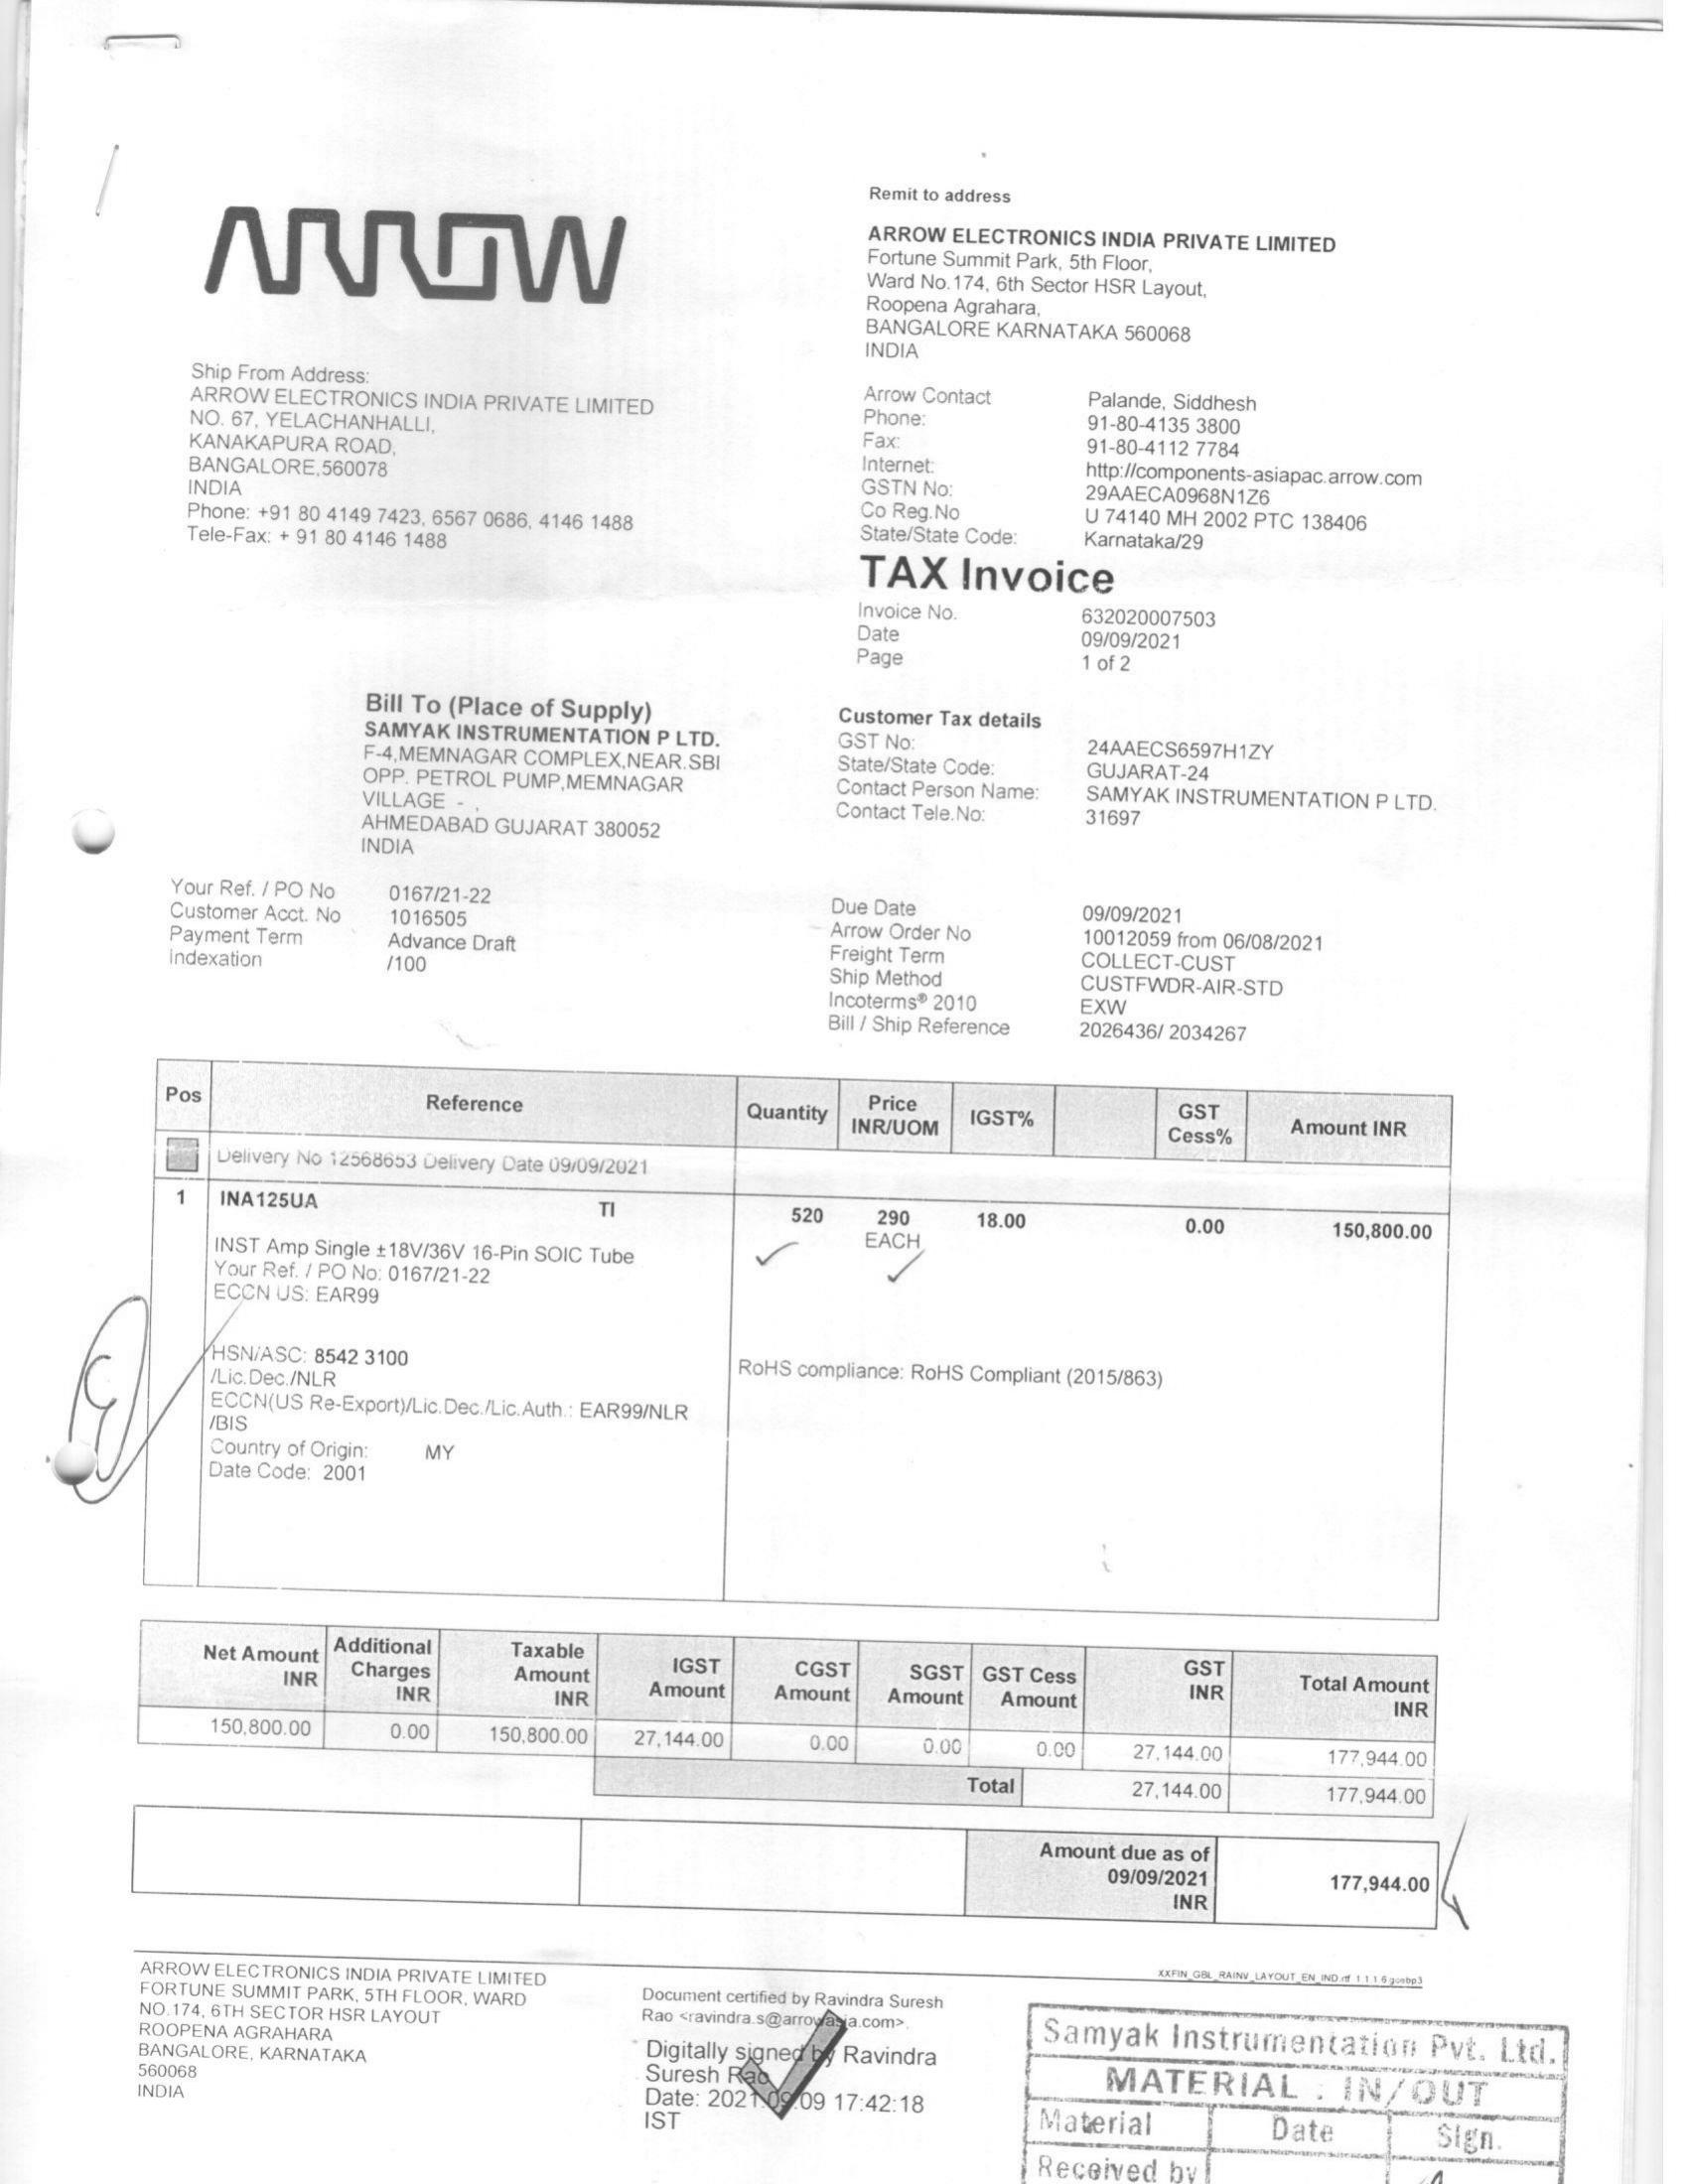 ARROW
Remit to address
ARROW ELECTRONICS INDIA PRIVATE LIMITED
Fortune Summit Park, 5th Floor,
Ward No.174, 6th Sector HSR Layout,
Roopena Agrahara,
BANGALORE KARNATAKA 560068
INDIA
Ship From Address:
ARROW ELECTRONICS INDIA PRIVATE LIMITED
NO. 67, YELACHANHALLI,
KANAKAPURA ROAD,
BANGALORE,560078
INDIA
Phone: +91 80 4149 7423, 6567 0686, 4146 1488
Tele-Fax: + 91 80 4146 1488
Arrow Contact Palande, Siddhesh
Phone: 91-80-4135 3800
Fax: 91-80-4112 7784
Internet: http://components-asiapac.arrow.com
GSTN No: 29AAECA0968N1Z6
Co Reg.No U 74140 MH 2002 PTC 138406
State/State Code: Karnataka/29
TAX Invoice
Invoice No. 632020007503
Date 09/09/2021
Page 1 of 2
Bill To (Place of Supply)
SAMYAK INSTRUMENTATION P LTD.
F-4,MEMNAGAR COMPLEX,NEAR.SBI
OPP. PETROL PUMP,MEMNAGAR
VILLAGE - ,
AHMEDABAD GUJARAT 380052
INDIA
Customer Tax details
GST No: 24AAECS6597H1ZY
State/State Code: GUJARAT-24
Contact Person Name: SAMYAK INSTRUMENTATION P LTD.
Contact Tele.No: 31697
Your Ref. / PO No 0167/21-22
Customer Acct. No 1016505
Payment Term Advance Draft
Indexation /100
Due Date 09/09/2021
Arrow Order No 10012059 from 06/08/2021
Freight Term COLLECT-CUST
Ship Method CUSTFWDR-AIR-STD
Incoterms® 2010 EXW
Bill / Ship Reference 2026436/ 2034267
Pos Reference Quantity Price INR/UOM IGST% GST Cess% Amount INR
Delivery No 12568653 Delivery Date 09/09/2021
1 INA125UA TI 520 290 18.00 0.00 150,800.00
EACH
INST Amp Single ±18V/36V 16-Pin SOIC Tube
Your Ref. / PO No: 0167/21-22
ECCN US: EAR99
HSN/ASC: 8542 3100
/Lic.Dec./NLR
RoHS compliance: RoHS Compliant (2015/863)
ECCN(US Re-Export)/Lic.Dec./Lic.Auth.: EAR99/NLR
/BIS
Country of Origin: MY
Date Code: 2001
Net Amount INR Additional Charges INR Taxable Amount INR IGST Amount CGST Amount SGST Amount GST Cess Amount GST INR Total Amount INR
150,800.00 0.00 150,800.00 27,144.00 0.00 0.00 0.00 27,144.00 177,944.00
Total 27,144.00 177,944.00
Amount due as of
09/09/2021
INR
177,944.00
XXFIN_GBL_RAINV_LAYOUT_EN_IND.rtf
ARROW ELECTRONICS INDIA PRIVATE LIMITED
FORTUNE SUMMIT PARK, 5TH FLOOR, WARD
NO.174, 6TH SECTOR HSR LAYOUT
ROOPENA AGRAHARA
BANGALORE, KARNATAKA
560068
INDIA
Document certified by Ravindra Suresh
Rao <ravindra.s@arrowasia.com>.
Digitally signed by Ravindra
Suresh Rao
Date: 2021.09.09 17:42:18
IST
Samyak Instrumentation Pvt. Ltd.
MATERIAL : IN/OUT
Material Date Sign.
Received by